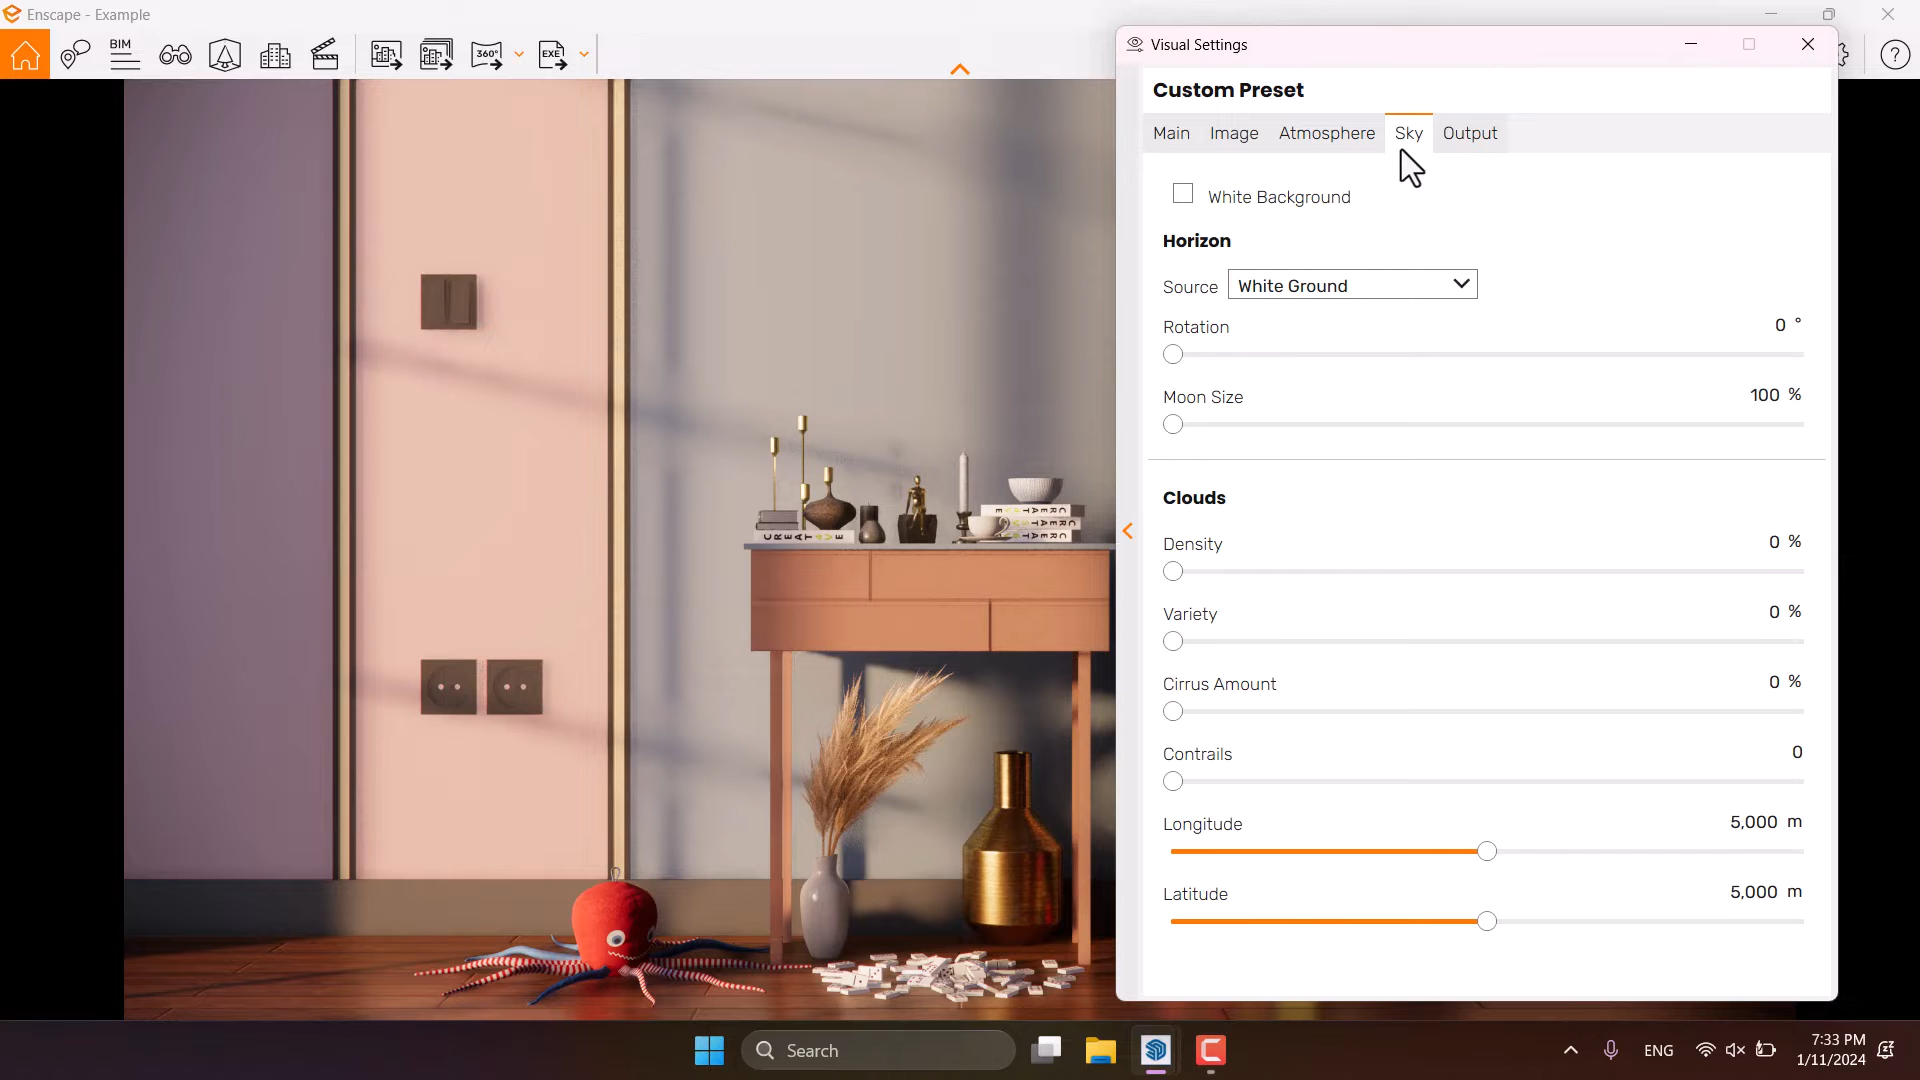 Enscape - Example
BIM
360°
EXE
?
Visual Settings
Custom Preset
Main Image Atmosphere Sky Output
White Background
Horizon
Source White Ground
Rotation 0 °
Moon Size 100 %
Clouds
Density 0 %
Variety 0 %
Cirrus Amount 0 %
Contrails 0
Longitude 5,000 m
Latitude 5,000 m
Search
ENG
7:33 PM
1/11/2024